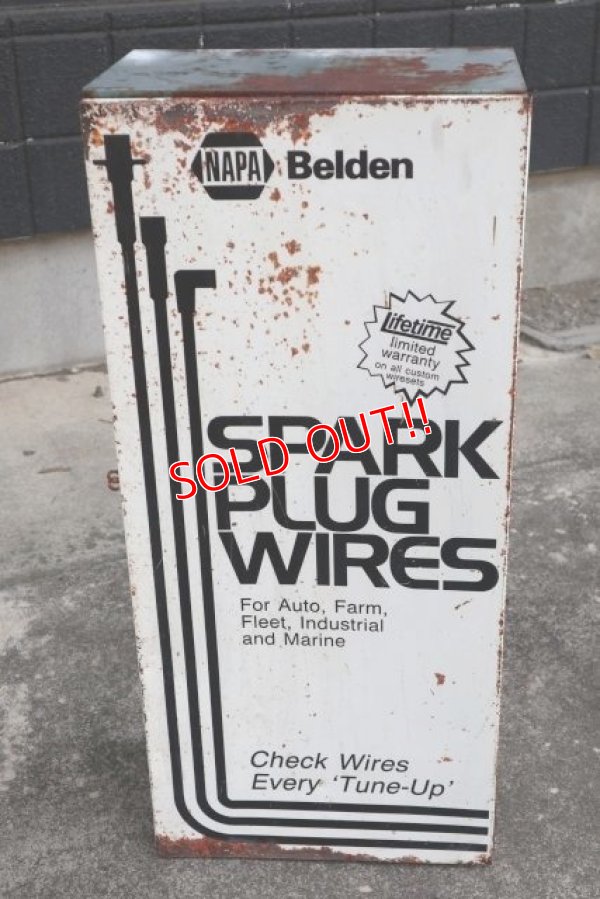 NAPA Belden
Lifetime
limited
warranty
on all custom
wiresets
SPARK
PLUG
WIRES
SOLD OUT!!
For Auto, Farm,
Fleet, Industrial
and Marine
Check Wires
Every ‘Tune-Up’